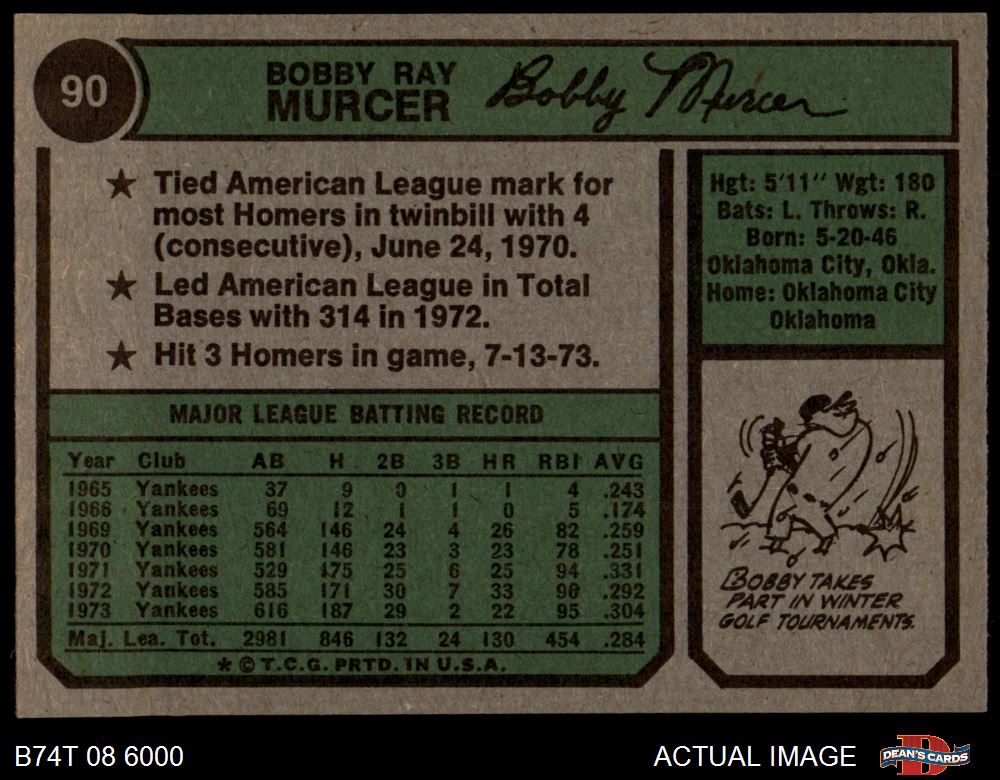 90
BOBBY RAY
MURCER
Bobby Murcer
★ Tied American League mark for
most Homers in twinbill with 4
(consecutive), June 24, 1970.
★ Led American League in Total
Bases with 314 in 1972.
★ Hit 3 Homers in game, 7-13-73.
Hgt: 5'11" Wgt: 180
Bats: L. Throws: R.
Born: 5-20-46
Oklahoma City, Okla.
Home: Oklahoma City
Oklahoma
MAJOR LEAGUE BATTING RECORD
Year Club AB H 2B 3B HR RBI AVG
1965 Yankees 37 9 0 1 1 4 .243
1966 Yankees 69 12 1 1 0 5 .174
1969 Yankees 564 146 24 4 26 82 .259
1970 Yankees 581 146 23 3 23 78 .251
1971 Yankees 529 175 25 6 25 94 .331
1972 Yankees 585 171 30 7 33 96 .292
1973 Yankees 616 187 29 2 22 95 .304
Maj. Lea. Tot. 2981 846 132 24 130 454 .284
* © T.C.G. PRTD. IN U.S.A.
BOBBY TAKES
PART IN WINTER
GOLF TOURNAMENTS.
B74T 08 6000
ACTUAL IMAGE
DEAN'S CARDS